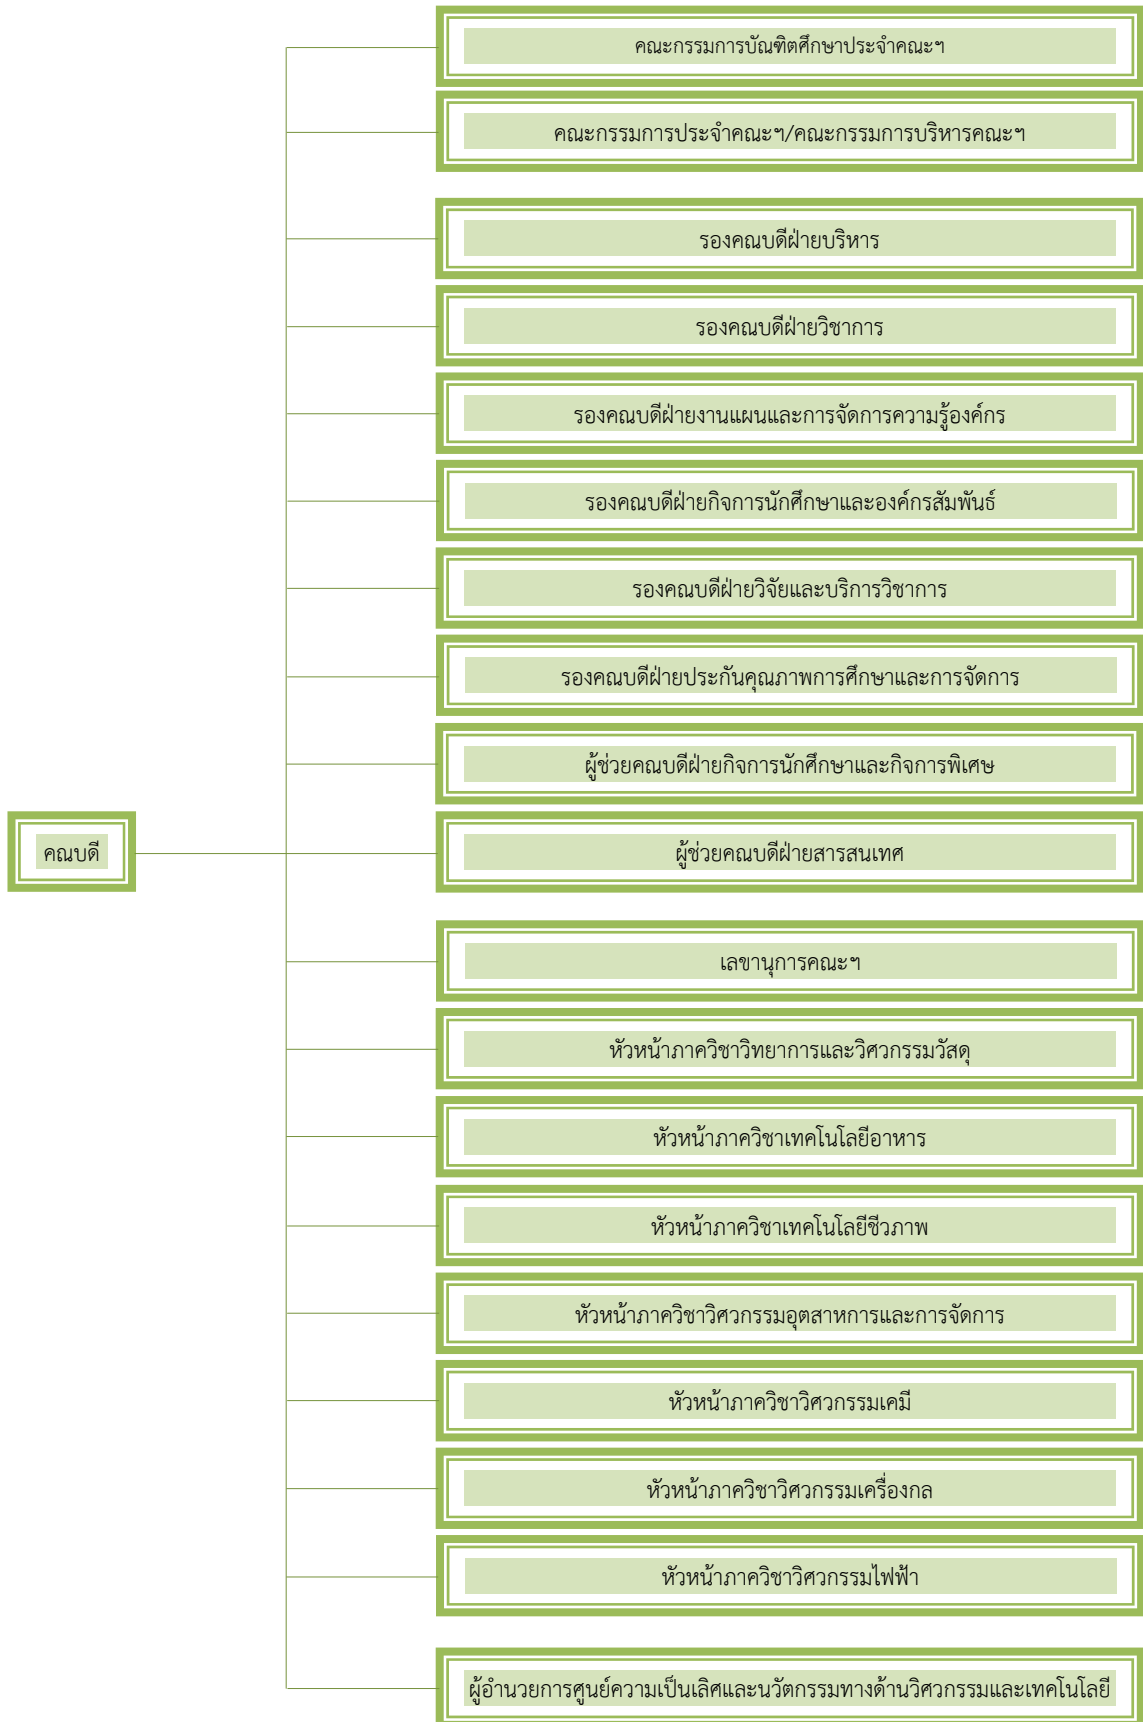 คณะกรรมการบัณฑิตศึกษาประจำคณะฯ
คณะกรรมการประจำคณะฯ/คณะกรรมการบริหารคณะฯ
รองคณบดีฝ่ายบริหาร
รองคณบดีฝ่ายวิชาการ
รองคณบดีฝ่ายงานแผนและการจัดการความรู้องค์กร
รองคณบดีฝ่ายกิจการนักศึกษาและองค์กรสัมพันธ์
รองคณบดีฝ่ายวิจัยและบริการวิชาการ
รองคณบดีฝ่ายประกันคุณภาพการศึกษาและการจัดการ
ผู้ช่วยคณบดีฝ่ายกิจการนักศึกษาและกิจการพิเศษ
คณบดี
ผู้ช่วยคณบดีฝ่ายสารสนเทศ
เลขานุการคณะฯ
หัวหน้าภาควิชาวิทยาการและวิศวกรรมวัสดุ
หัวหน้าภาควิชาเทคโนโลยีอาหาร
หัวหน้าภาควิชาเทคโนโลยีชีวภาพ
หัวหน้าภาควิชาวิศวกรรมอุตสาหการและการจัดการ
หัวหน้าภาควิชาวิศวกรรมเคมี
หัวหน้าภาควิชาวิศวกรรมเครื่องกล
หัวหน้าภาควิชาวิศวกรรมไฟฟ้า
ผู้อำนวยการศูนย์ความเป็นเลิศและนวัตกรรมทางด้านวิศวกรรมและเทคโนโลยี